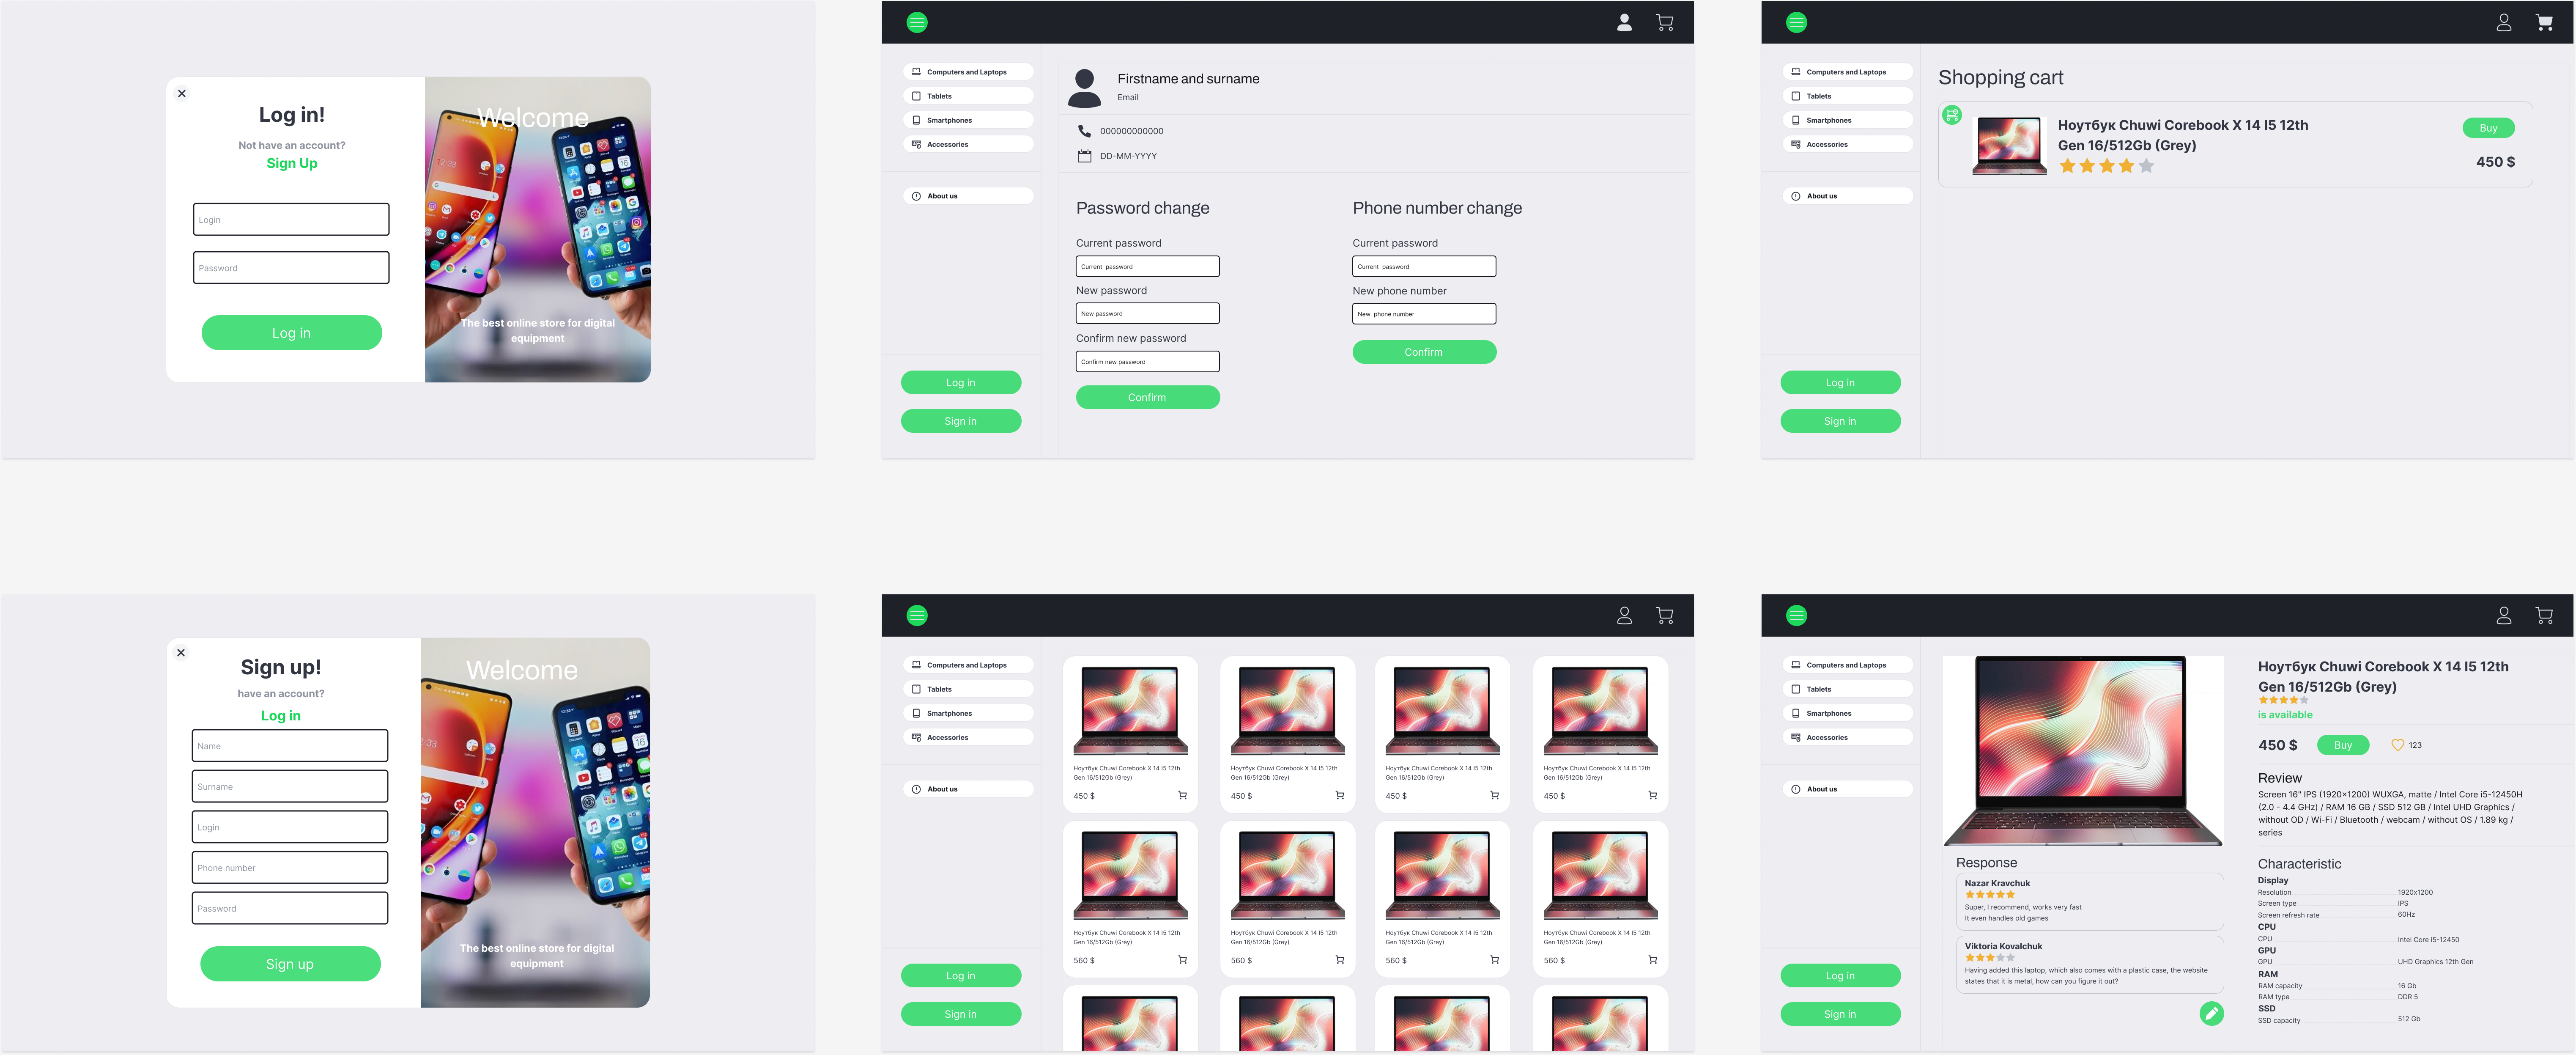 Log in!
Not have an account?
Sign Up
Login
Password
Log in
Welcome
The best online store for digital
equipment
Computers and Laptops
Tablets
Smartphones
Accessories
About us
Log in
Sign in
Firstname and surname
Email
000000000000
DD-MM-YYYY
Password change
Current password
Current password
New password
New password
Confirm new password
Confirm new password
Confirm
Phone number change
Current password
Current password
New phone number
New phone number
Confirm
Computers and Laptops
Tablets
Smartphones
Accessories
About us
Log in
Sign in
Shopping cart
Ноутбук Chuwi Corebook X 14 I5 12th
Gen 16/512Gb (Grey)
Buy
450 $
Sign up!
have an account?
Log in
Name
Surname
Login
Phone number
Password
Sign up
Welcome
The best online store for digital
equipment
Computers and Laptops
Tablets
Smartphones
Accessories
About us
Log in
Sign in
Ноутбук Chuwi Corebook X 14 I5 12th
Gen 16/512Gb (Grey)
450 $
Ноутбук Chuwi Corebook X 14 I5 12th
Gen 16/512Gb (Grey)
450 $
Ноутбук Chuwi Corebook X 14 I5 12th
Gen 16/512Gb (Grey)
450 $
Ноутбук Chuwi Corebook X 14 I5 12th
Gen 16/512Gb (Grey)
450 $
Ноутбук Chuwi Corebook X 14 I5 12th
Gen 16/512Gb (Grey)
560 $
Ноутбук Chuwi Corebook X 14 I5 12th
Gen 16/512Gb (Grey)
560 $
Ноутбук Chuwi Corebook X 14 I5 12th
Gen 16/512Gb (Grey)
560 $
Ноутбук Chuwi Corebook X 14 I5 12th
Gen 16/512Gb (Grey)
560 $
Computers and Laptops
Tablets
Smartphones
Accessories
About us
Log in
Sign in
Response
Nazar Kravchuk
Super, I recommend, works very fast
It even handles old games
Viktoria Kovalchuk
Having added this laptop, which also comes with a plastic case, the website
states that it is metal, how can you figure it out?
Ноутбук Chuwi Corebook X 14 I5 12th
Gen 16/512Gb (Grey)
is available
450 $
Buy
123
Review
Screen 16" IPS (1920x1200) WUXGA, matte / Intel Core i5-12450H
(2.0 - 4.4 GHz) / RAM 16 GB / SSD 512 GB / Intel UHD Graphics /
without OD / Wi-Fi / Bluetooth / webcam / without OS / 1.89 kg /
series
Characteristic
Display
Resolution 1920x1200
Screen type IPS
Screen refresh rate 60Hz
CPU
CPU Intel Core i5-12450
GPU
GPU UHD Graphics 12th Gen
RAM
RAM capacity 16 Gb
RAM type DDR 5
SSD
SSD capacity 512 Gb